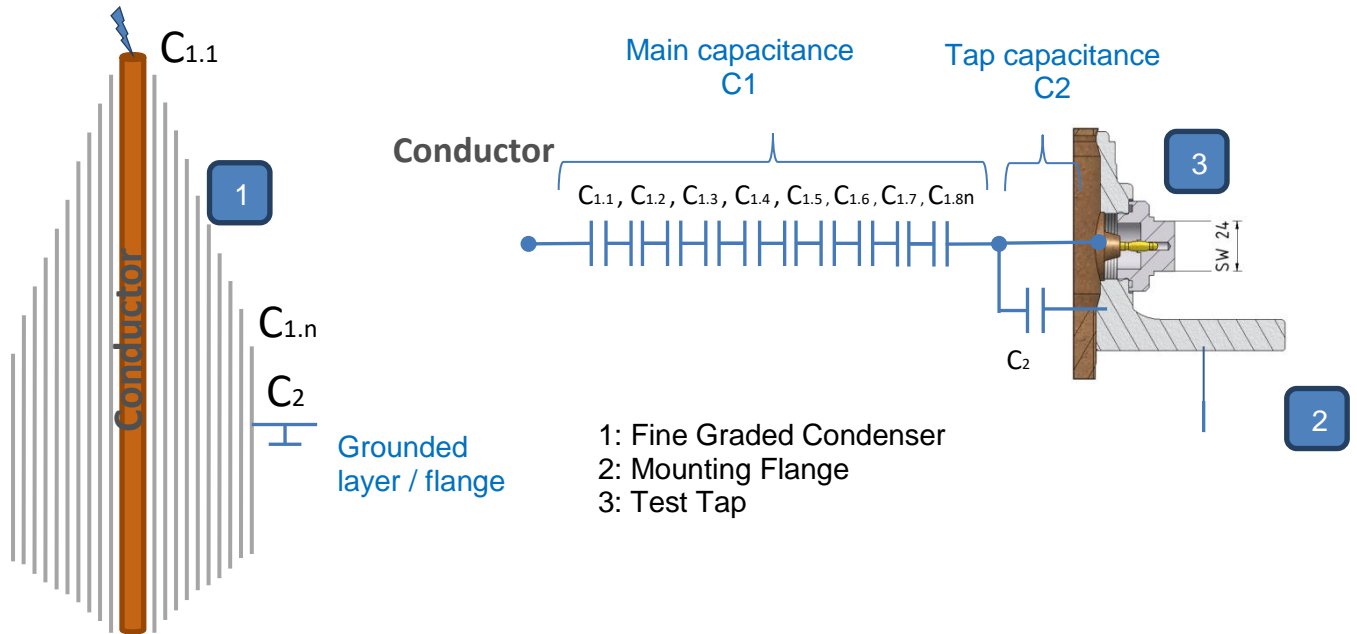 C1.1
1
Conductor
C1.n
C2
Grounded
layer / flange
Main capacitance
C1
Tap capacitance
C2
Conductor
C1.1 , C1.2 , C1.3 , C1.4 , C1.5 , C1.6 , C1.7 , C1.8n
C2
3
SW 24
2
1: Fine Graded Condenser
2: Mounting Flange
3: Test Tap